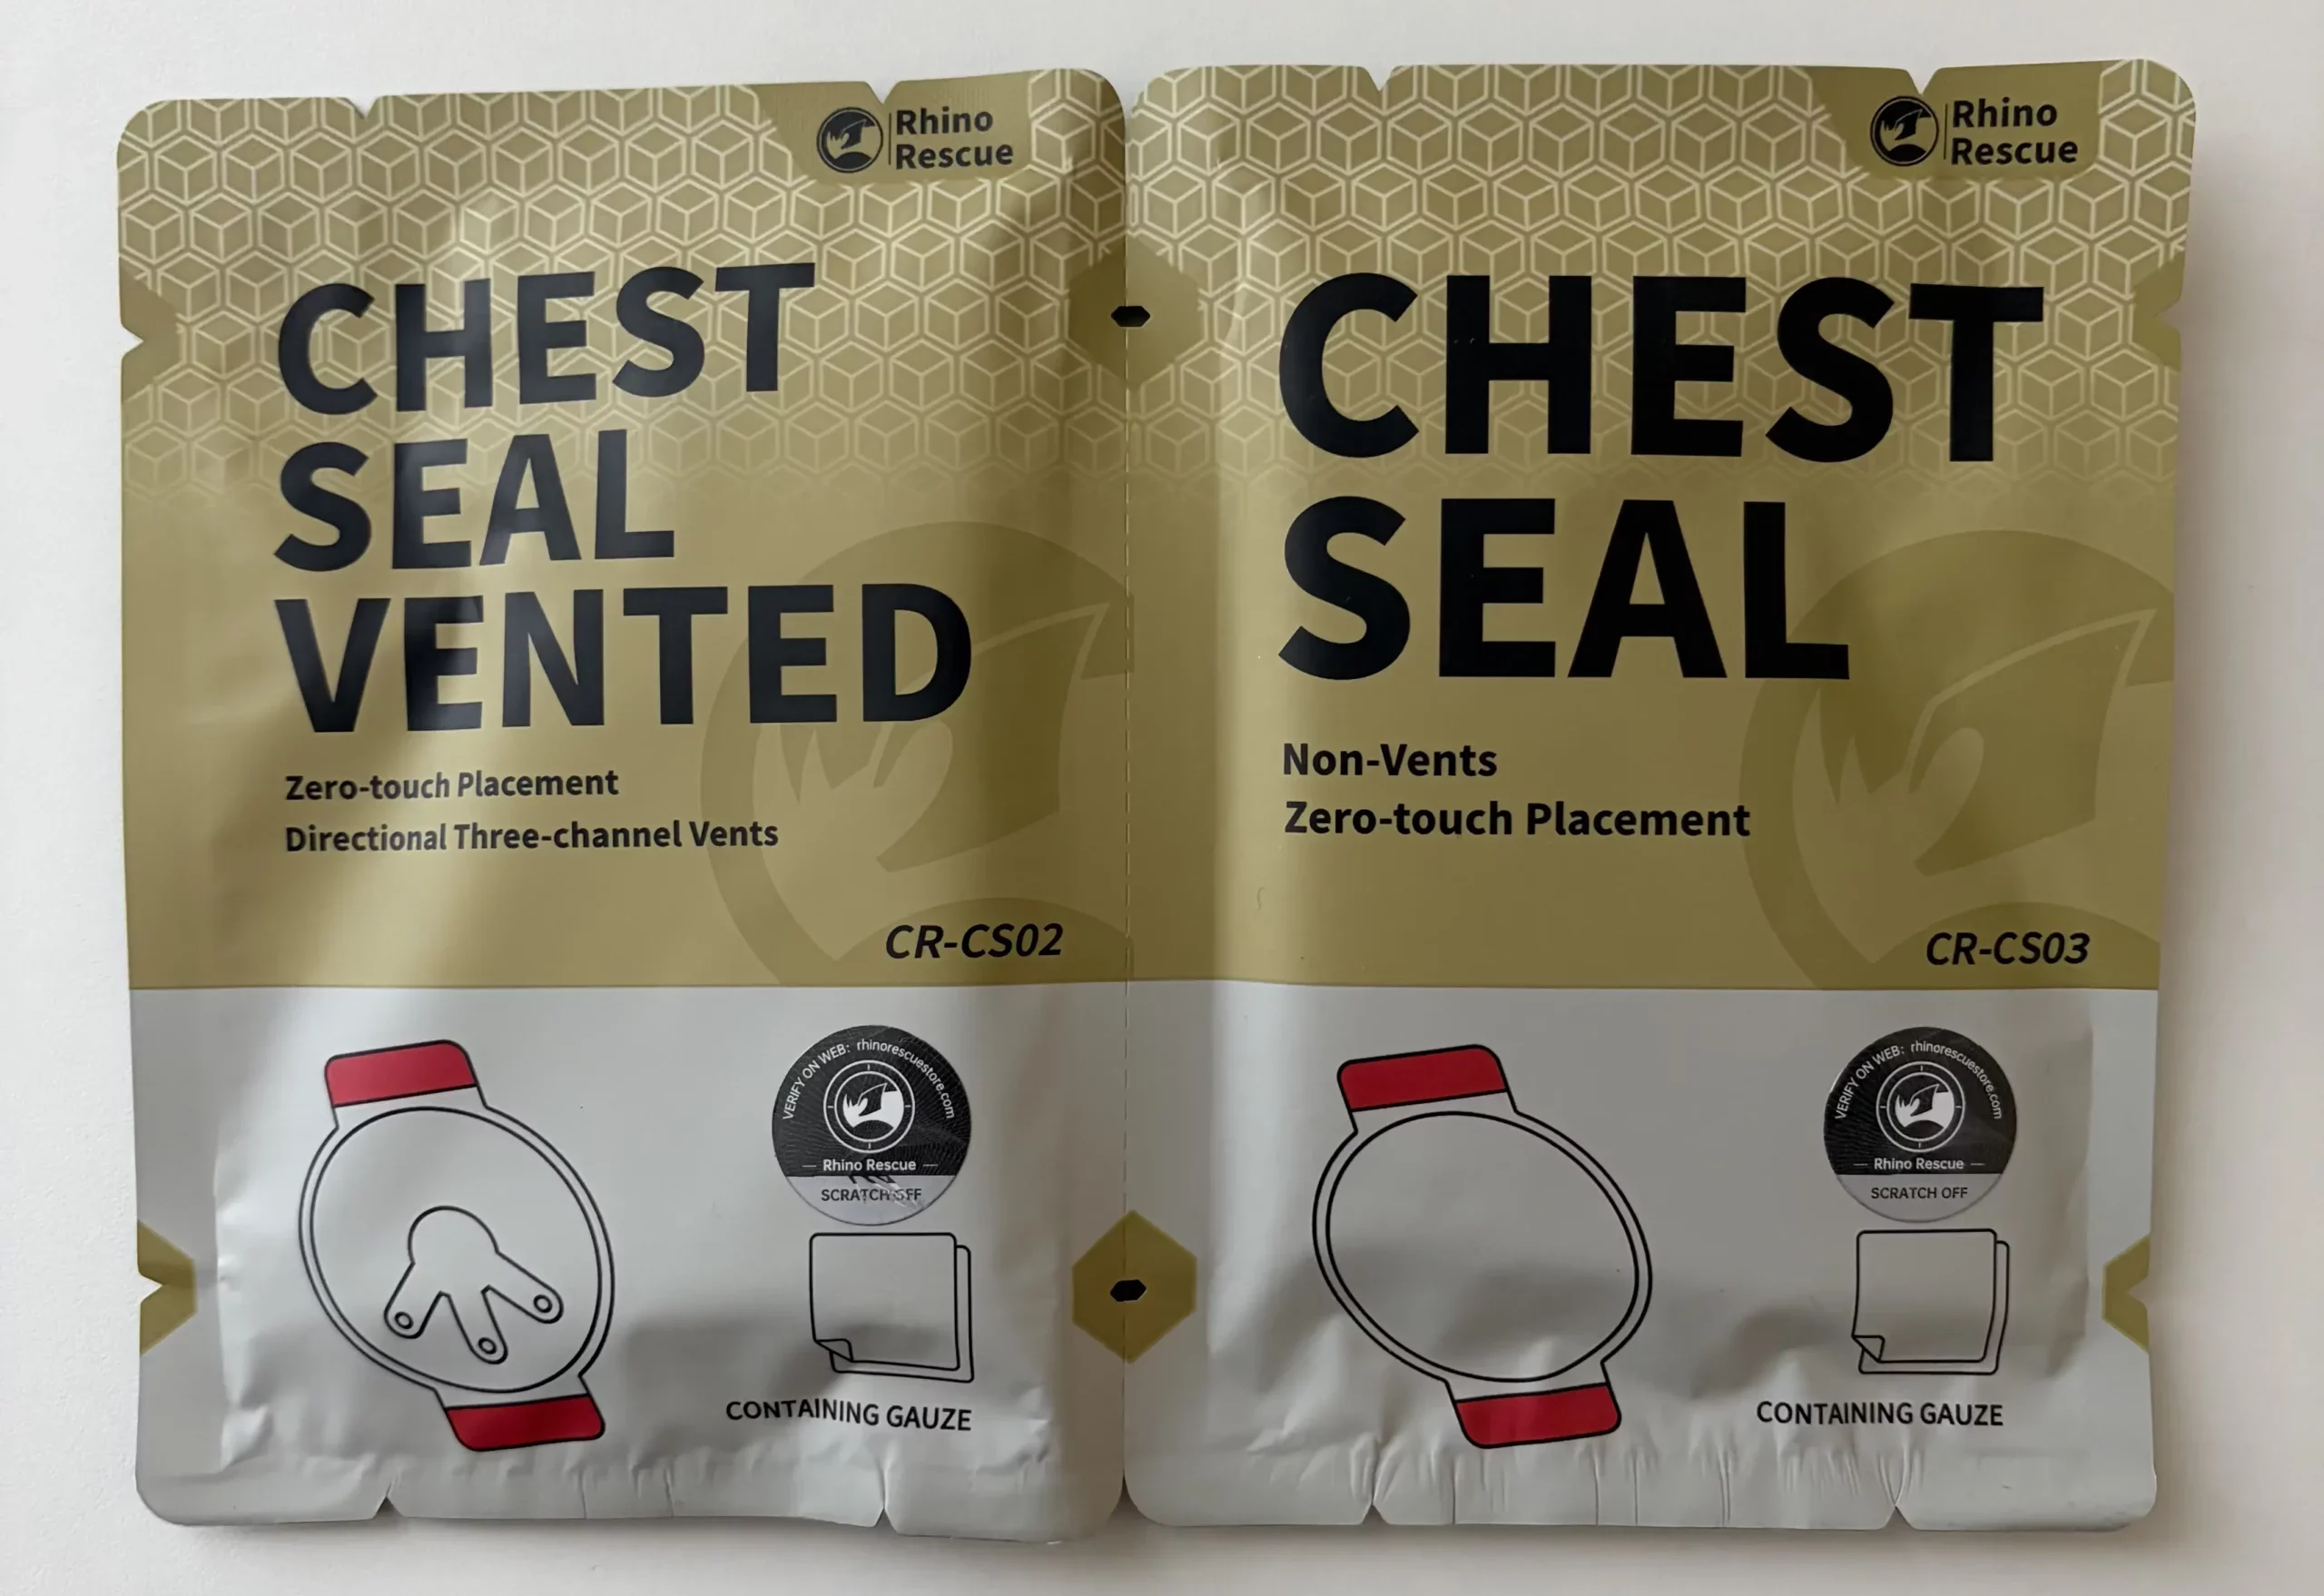 Rhino
Rescue
CHEST
SEAL
VENTED
Zero-touch Placement
Directional Three-channel Vents
CR-CS02
VERIFY ON WEB: rhinorescuestore.com
Rhino Rescue
SCRATCH OFF
CONTAINING GAUZE
Rhino
Rescue
CHEST
SEAL
Non-Vents
Zero-touch Placement
CR-CS03
VERIFY ON WEB: rhinorescuestore.com
Rhino Rescue
SCRATCH OFF
CONTAINING GAUZE